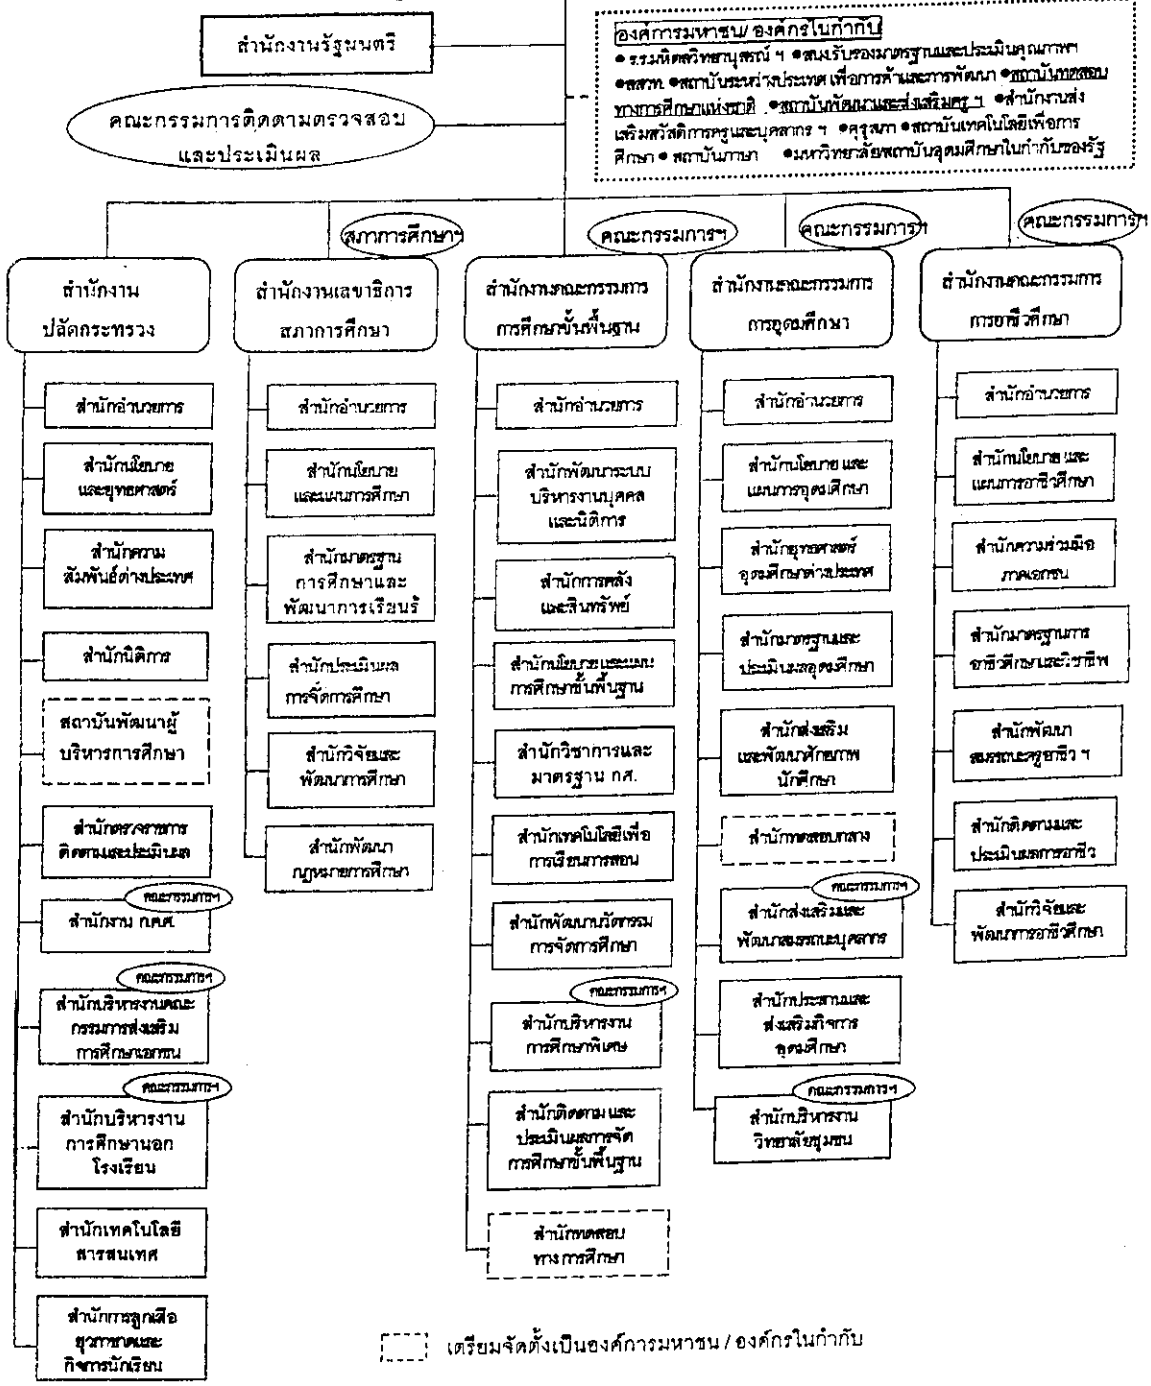 สำนักงานรัฐมนตรี
คณะกรรมการติดตามตรวจสอบ
และประเมินผล
องค์การมหาชน/องค์กรในกำกับ
● ร.ร.มหิดลวิทยานุสรณ์ ฯ ● สนง.รับรองมาตรฐานและประเมินคุณภาพฯ
● สสวท. ● สถาบันระหว่างประเทศเพื่อการค้าและการพัฒนา ● สถาบันทดสอบ
ทางการศึกษาแห่งชาติ ● สถาบันพัฒนาและส่งเสริมครู ฯ ● สำนักงานส่ง
เสริมสวัสดิการครูและบุคลากร ฯ ● คุรุสภา ● สถาบันเทคโนโลยีเพื่อการ
ศึกษา ● สถาบันภาษา ● มหาวิทยาลัย/สถาบันอุดมศึกษาในกำกับของรัฐ
สำนักงาน
ปลัดกระทรวง
สำนักอำนวยการ
สำนักนโยบาย
และยุทธศาสตร์
สำนักความ
สัมพันธ์ต่างประเทศ
สำนักนิติการ
สถาบันพัฒนาผู้
บริหารการศึกษา
สำนักตรวจราชการ
ติดตามและประเมินผล
คณะกรรมการฯ
สำนักงาน ก.ค.ศ.
คณะกรรมการฯ
สำนักบริหารงานคณะ
กรรมการส่งเสริม
การศึกษาเอกชน
คณะกรรมการฯ
สำนักบริหารงาน
การศึกษานอก
โรงเรียน
สำนักเทคโนโลยี
สารสนเทศ
สำนักการลูกเสือ
ยุวกาชาดและ
กิจการนักเรียน
สภาการศึกษาฯ
สำนักงานเลขาธิการ
สภาการศึกษา
สำนักอำนวยการ
สำนักนโยบาย
และแผนการศึกษา
สำนักมาตรฐาน
การศึกษาและ
พัฒนาการเรียนรู้
สำนักประเมินผล
การจัดการศึกษา
สำนักวิจัยและ
พัฒนาการศึกษา
สำนักพัฒนา
กฎหมายการศึกษา
คณะกรรมการฯ
สำนักงานคณะกรรมการ
การศึกษาขั้นพื้นฐาน
สำนักอำนวยการ
สำนักพัฒนาระบบ
บริหารงานบุคคล
และนิติการ
สำนักการคลัง
และสินทรัพย์
สำนักนโยบายและแผน
การศึกษาขั้นพื้นฐาน
สำนักวิชาการและ
มาตรฐาน กศ.
สำนักเทคโนโลยีเพื่อ
การเรียนการสอน
สำนักพัฒนานวัตกรรม
การจัดการศึกษา
คณะกรรมการฯ
สำนักบริหารงาน
การศึกษาพิเศษ
สำนักติดตาม และ
ประเมินผลการจัด
การศึกษาขั้นพื้นฐาน
สำนักทดสอบ
ทางการศึกษา
คณะกรรมการฯ
สำนักงานคณะกรรมการ
การอุดมศึกษา
สำนักอำนวยการ
สำนักนโยบาย และ
แผนการอุดมศึกษา
สำนักยุทธศาสตร์
อุดมศึกษาต่างประเทศ
สำนักมาตรฐานและ
ประเมินผลอุดมศึกษา
สำนักส่งเสริม
และพัฒนาศักยภาพ
นักศึกษา
สำนักทดสอบกลาง
คณะกรรมการฯ
สำนักส่งเสริมและ
พัฒนาสมรรถนะบุคลากร
สำนักประสานและ
ส่งเสริมกิจการ
อุดมศึกษา
คณะกรรมการฯ
สำนักบริหารงาน
วิทยาลัยชุมชน
คณะกรรมการฯ
สำนักงานคณะกรรมการ
การอาชีวศึกษา
สำนักอำนวยการ
สำนักนโยบาย และ
แผนการอาชีวศึกษา
สำนักความร่วมมือ
ภาคเอกชน
สำนักมาตรฐานการ
อาชีวศึกษาและวิชาชีพ
สำนักพัฒนา
สมรรถนะครูอาชีว ฯ
สำนักติดตามและ
ประเมินผลการอาชีว
สำนักวิจัยและ
พัฒนาการอาชีวศึกษา
เตรียมจัดตั้งเป็นองค์การมหาชน / องค์กรในกำกับ